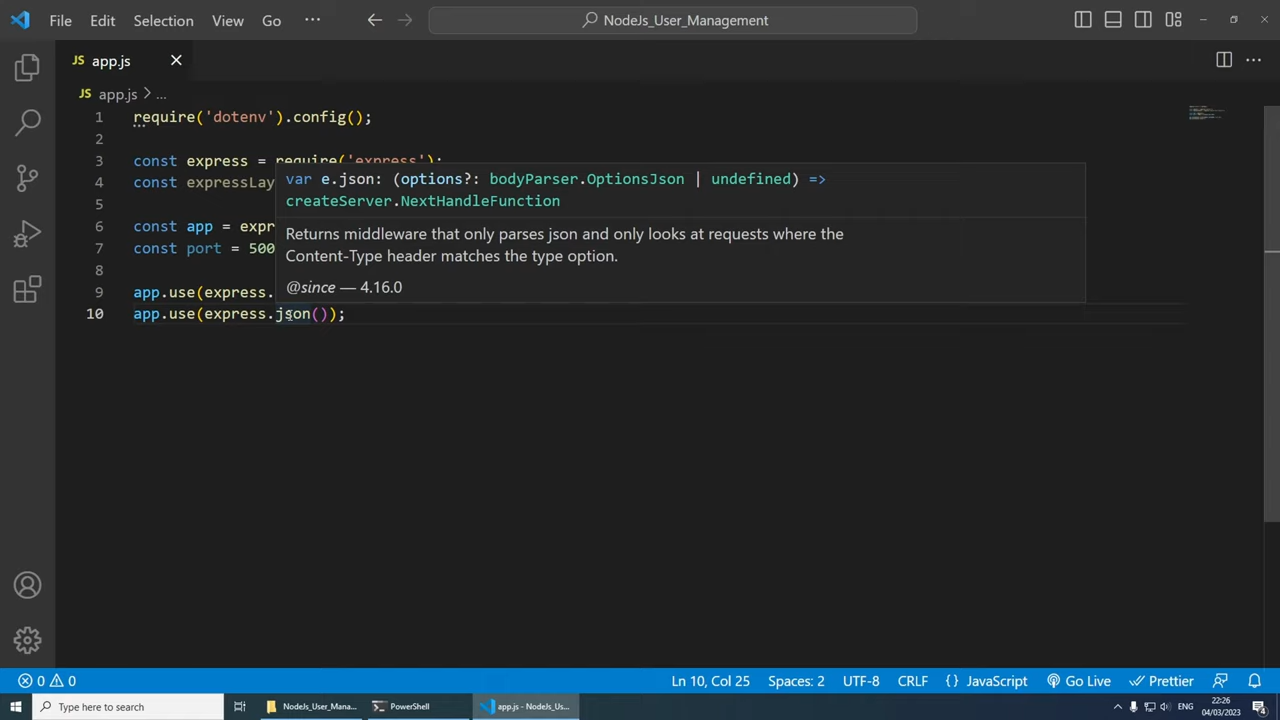 File Edit Selection View Go ··· NodeJs_User_Management
JS app.js
JS app.js > ...
1 require('dotenv').config();
2
3 const express = require('express');
4 const expressLay
5
6 const app = expr
7 const port = 500
8
9 app.use(express.
10 app.use(express.json());
var e.json: (options?: bodyParser.OptionsJson | undefined) =>
createServer.NextHandleFunction
Returns middleware that only parses json and only looks at requests where the
Content-Type header matches the type option.
@since — 4.16.0
0 0 Ln 10, Col 25 Spaces: 2 UTF-8 CRLF {} JavaScript Go Live Prettier
Type here to search NodeJs_User_Mana... PowerShell app.js - NodeJs_Us... ENG 22:26
04/03/2023 4